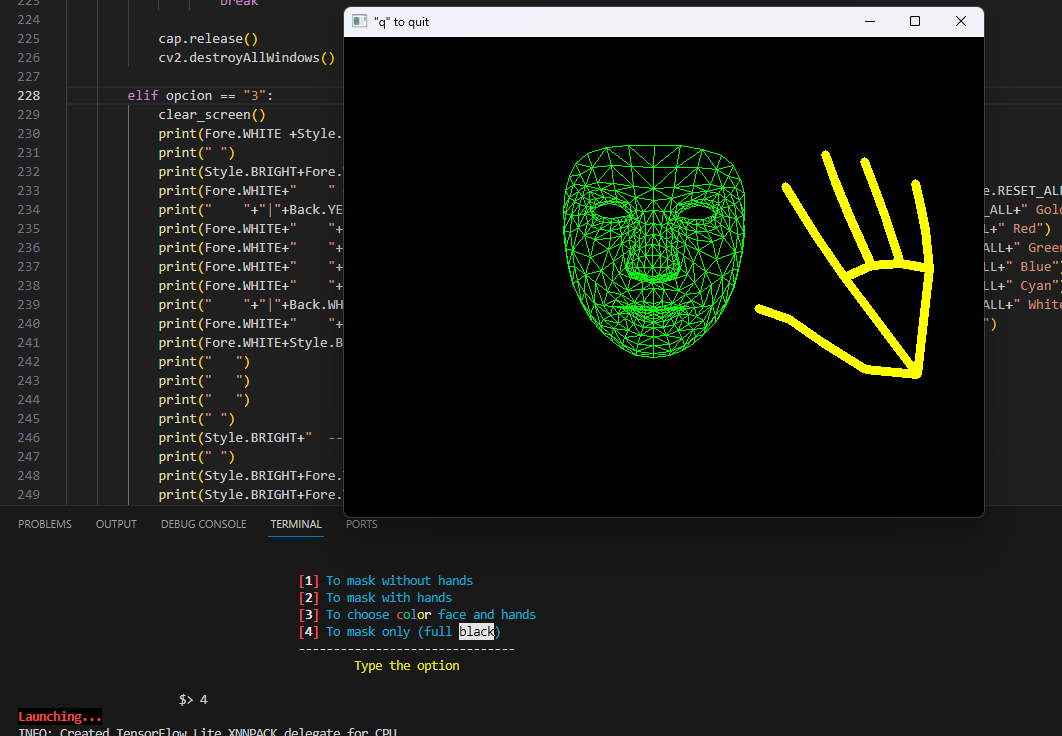 223 break
224
225 cap.release()
226 cv2.destroyAllWindows()
227
228 elif opcion == "3":
229 clear_screen()
230 print(Fore.WHITE +Style.
231 print(" ")
232 print(Style.BRIGHT+Fore.
233 print(Fore.WHITE+"    " e.RESET_ALL
234 print("    "+"|"+Back.YE _ALL+" Gold
235 print(Fore.WHITE+"    "+ L+" Red")
236 print(Fore.WHITE+"    "+ ALL+" Green
237 print(Fore.WHITE+"    "+ LL+" Blue")
238 print(Fore.WHITE+"    "+ LL+" Cyan")
239 print("    "+"|"+Back.WH ALL+" White
240 print(Fore.WHITE+"    "+ ")
241 print(Fore.WHITE+Style.B
242 print("   ")
243 print("   ")
244 print("   ")
245 print(" ")
246 print(Style.BRIGHT+"  --
247 print(" ")
248 print(Style.BRIGHT+Fore.
249 print(Style.BRIGHT+Fore.
"q" to quit
PROBLEMS OUTPUT DEBUG CONSOLE TERMINAL PORTS
[1] To mask without hands
[2] To mask with hands
[3] To choose color face and hands
[4] To mask only (full black)
-------------------------------
Type the option
$> 4
Launching...
INFO: Created TensorFlow Lite XNNPACK delegate for CPU.